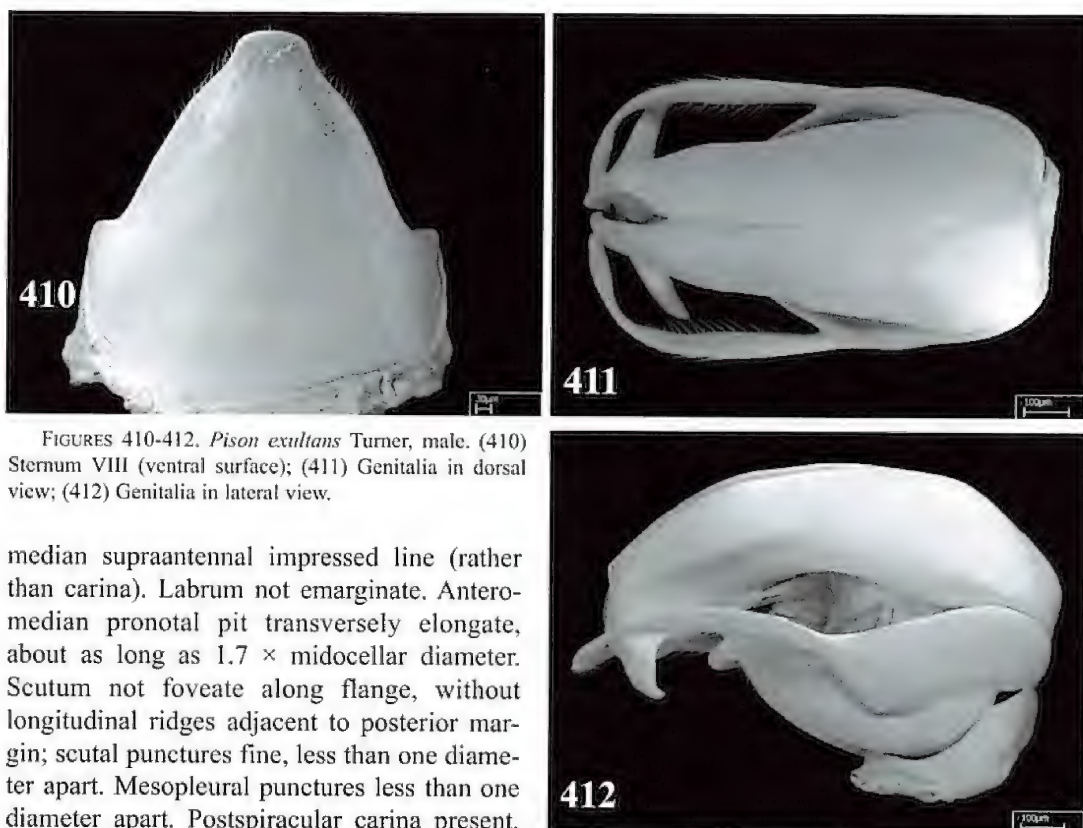 410
30µm
411
100µm
FIGURES 410-412. Pison exultans Turner, male. (410)
Sternum VIII (ventral surface); (411) Genitalia in dorsal
view; (412) Genitalia in lateral view.
412
100µm
median supraantennal impressed line (rather
than carina). Labrum not emarginate. Antero-
median pronotal pit transversely elongate,
about as long as 1.7 × midocellar diameter.
Scutum not foveate along flange, without
longitudinal ridges adjacent to posterior mar-
gin; scutal punctures fine, less than one diame-
ter apart. Mesopleural punctures less than one
diameter apart. Postspiracular carina present,